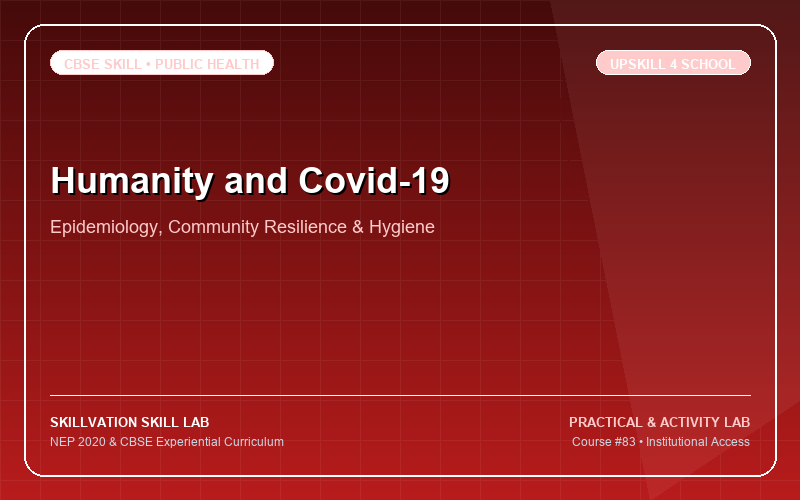 CBSE SKILL • PUBLIC HEALTH
UPSKILL 4 SCHOOL
Humanity and Covid-19
Epidemiology, Community Resilience & Hygiene
SKILLVATION SKILL LAB
PRACTICAL & ACTIVITY LAB
NEP 2020 & CBSE Experiential Curriculum
Course #83 • Institutional Access